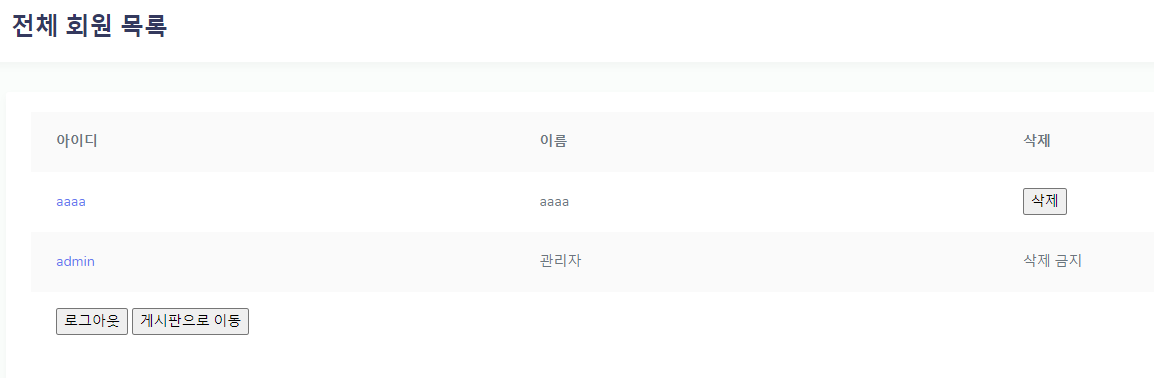 전체 회원 목록
아이디 이름 삭제
aaaa aaaa 삭제
admin 관리자 삭제 금지
로그아웃 게시판으로 이동